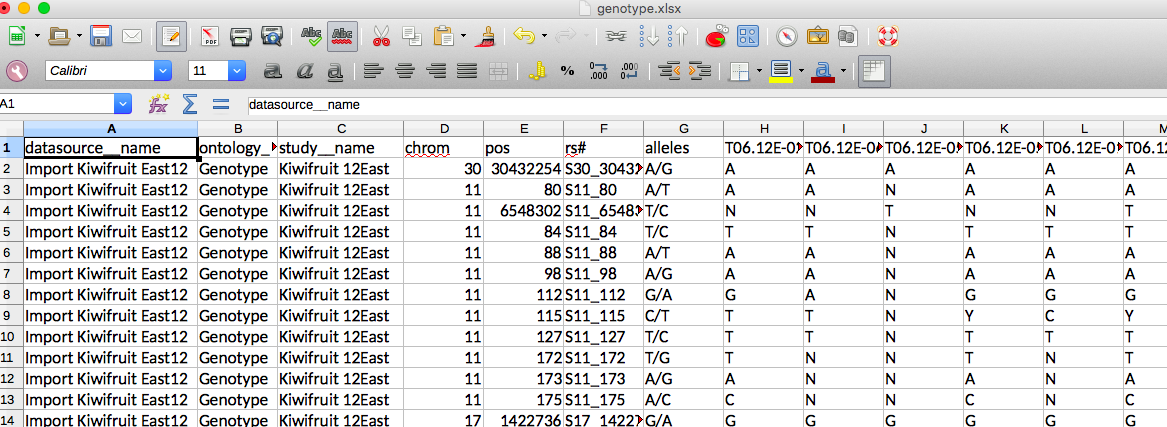 genotype.xlsx
Calibri 11
A1 datasource__name
A B C D E F G H I J K L M
1 datasource__name ontology_ study__name chrom pos rs# alleles T06.12E-0 T06.12E-0 T06.12E-0 T06.12E-0 T06.12E-0 T06.12
2 Import Kiwifruit East12 Genotype Kiwifruit 12East 30 30432254 S30_3043 A/G A A A A A A
3 Import Kiwifruit East12 Genotype Kiwifruit 12East 11 80 S11_80 A/T A A N A A A
4 Import Kiwifruit East12 Genotype Kiwifruit 12East 11 6548302 S11_6548 T/C N N T N N T
5 Import Kiwifruit East12 Genotype Kiwifruit 12East 11 84 S11_84 T/C T T N T T T
6 Import Kiwifruit East12 Genotype Kiwifruit 12East 11 88 S11_88 A/T A A N A A A
7 Import Kiwifruit East12 Genotype Kiwifruit 12East 11 98 S11_98 A/G A A N A A A
8 Import Kiwifruit East12 Genotype Kiwifruit 12East 11 112 S11_112 G/A G A N G G G
9 Import Kiwifruit East12 Genotype Kiwifruit 12East 11 115 S11_115 C/T T T N Y C Y
10 Import Kiwifruit East12 Genotype Kiwifruit 12East 11 127 S11_127 T/C T T N T T T
11 Import Kiwifruit East12 Genotype Kiwifruit 12East 11 172 S11_172 T/G T N N T N T
12 Import Kiwifruit East12 Genotype Kiwifruit 12East 11 173 S11_173 A/G A N N A N A
13 Import Kiwifruit East12 Genotype Kiwifruit 12East 11 175 S11_175 A/C C N N C N C
14 Import Kiwifruit East12 Genotype Kiwifruit 12East 17 1422736 S17_1422 G/A G G G G G G